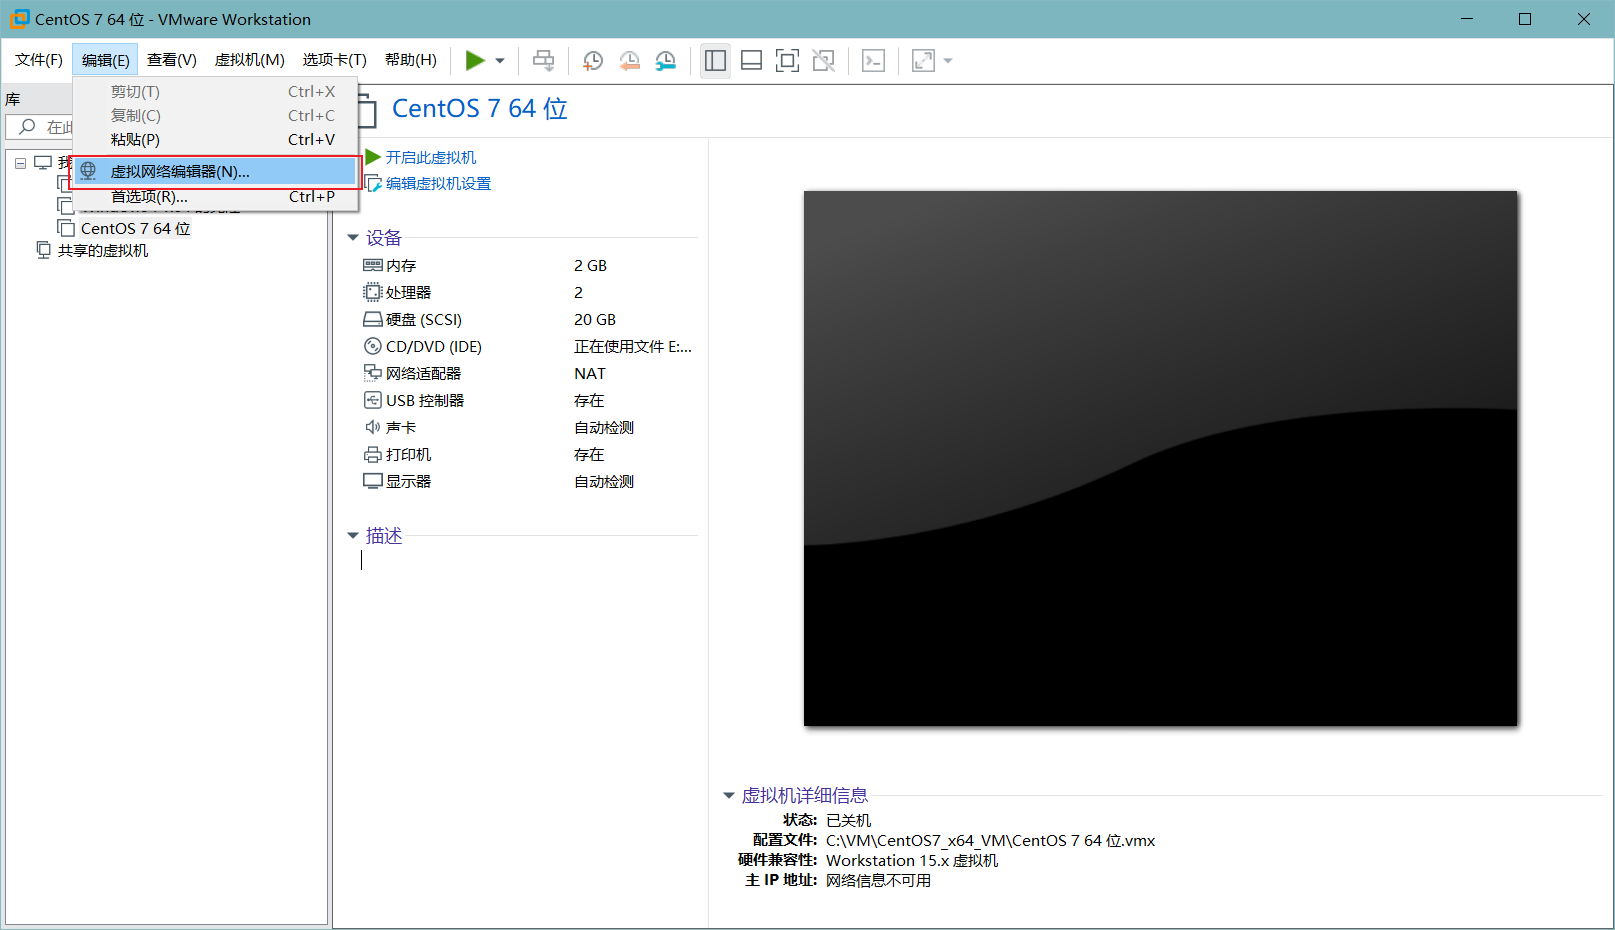 CentOS 7 64 位 - VMware Workstation
文件(F) 编辑(E) 查看(V) 虚拟机(M) 选项卡(T) 帮助(H)
剪切(T) Ctrl+X
复制(C) Ctrl+C
粘贴(P) Ctrl+V
虚拟网络编辑器(N)...
首选项(R)... Ctrl+P
库
在此
我
CentOS 7 64 位
共享的虚拟机
CentOS 7 64 位
开启此虚拟机
编辑虚拟机设置
设备
内存 2 GB
处理器 2
硬盘 (SCSI) 20 GB
CD/DVD (IDE) 正在使用文件 E:...
网络适配器 NAT
USB 控制器 存在
声卡 自动检测
打印机 存在
显示器 自动检测
描述
虚拟机详细信息
状态: 已关机
配置文件: C:\VM\CentOS7_x64_VM\CentOS 7 64 位.vmx
硬件兼容性: Workstation 15.x 虚拟机
主 IP 地址: 网络信息不可用